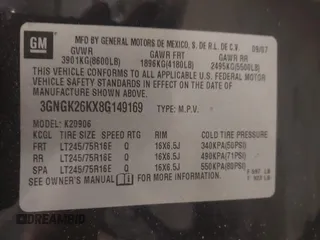 GM
MFD BY GENERAL MOTORS DE MEXICO, S. DE R.L. DE C.V. 09/07
GVWR GAWR FRT GAWR RR
3901KG(8600LB) 1896KG(4180LB) 2495KG(5500LB)
THIS VEHICLE CONFORMS TO ALL APPLICABLE U.S. FEDERAL MOTOR
VEHICLE SAFETY STANDARDS IN EFFECT ON THE DATE OF
MANUFACTURE SHOWN ABOVE.
3GNGK26KX8G149169 TYPE: M.P.V.
MODEL: K20906
KCOL TIRE SIZE SPEED RTG RIM COLD TIRE PRESSURE
FRT LT245/75R16E Q 16X6.5J 340KPA(50PSI)
RR LT245/75R16E Q 16X6.5J 490KPA(71PSI)
SPA LT245/75R16E Q 16X6.5J 550KPA(80PSI)
SEE OWNER'S MANUAL FOR MORE INFORMATION.
DREAMBID